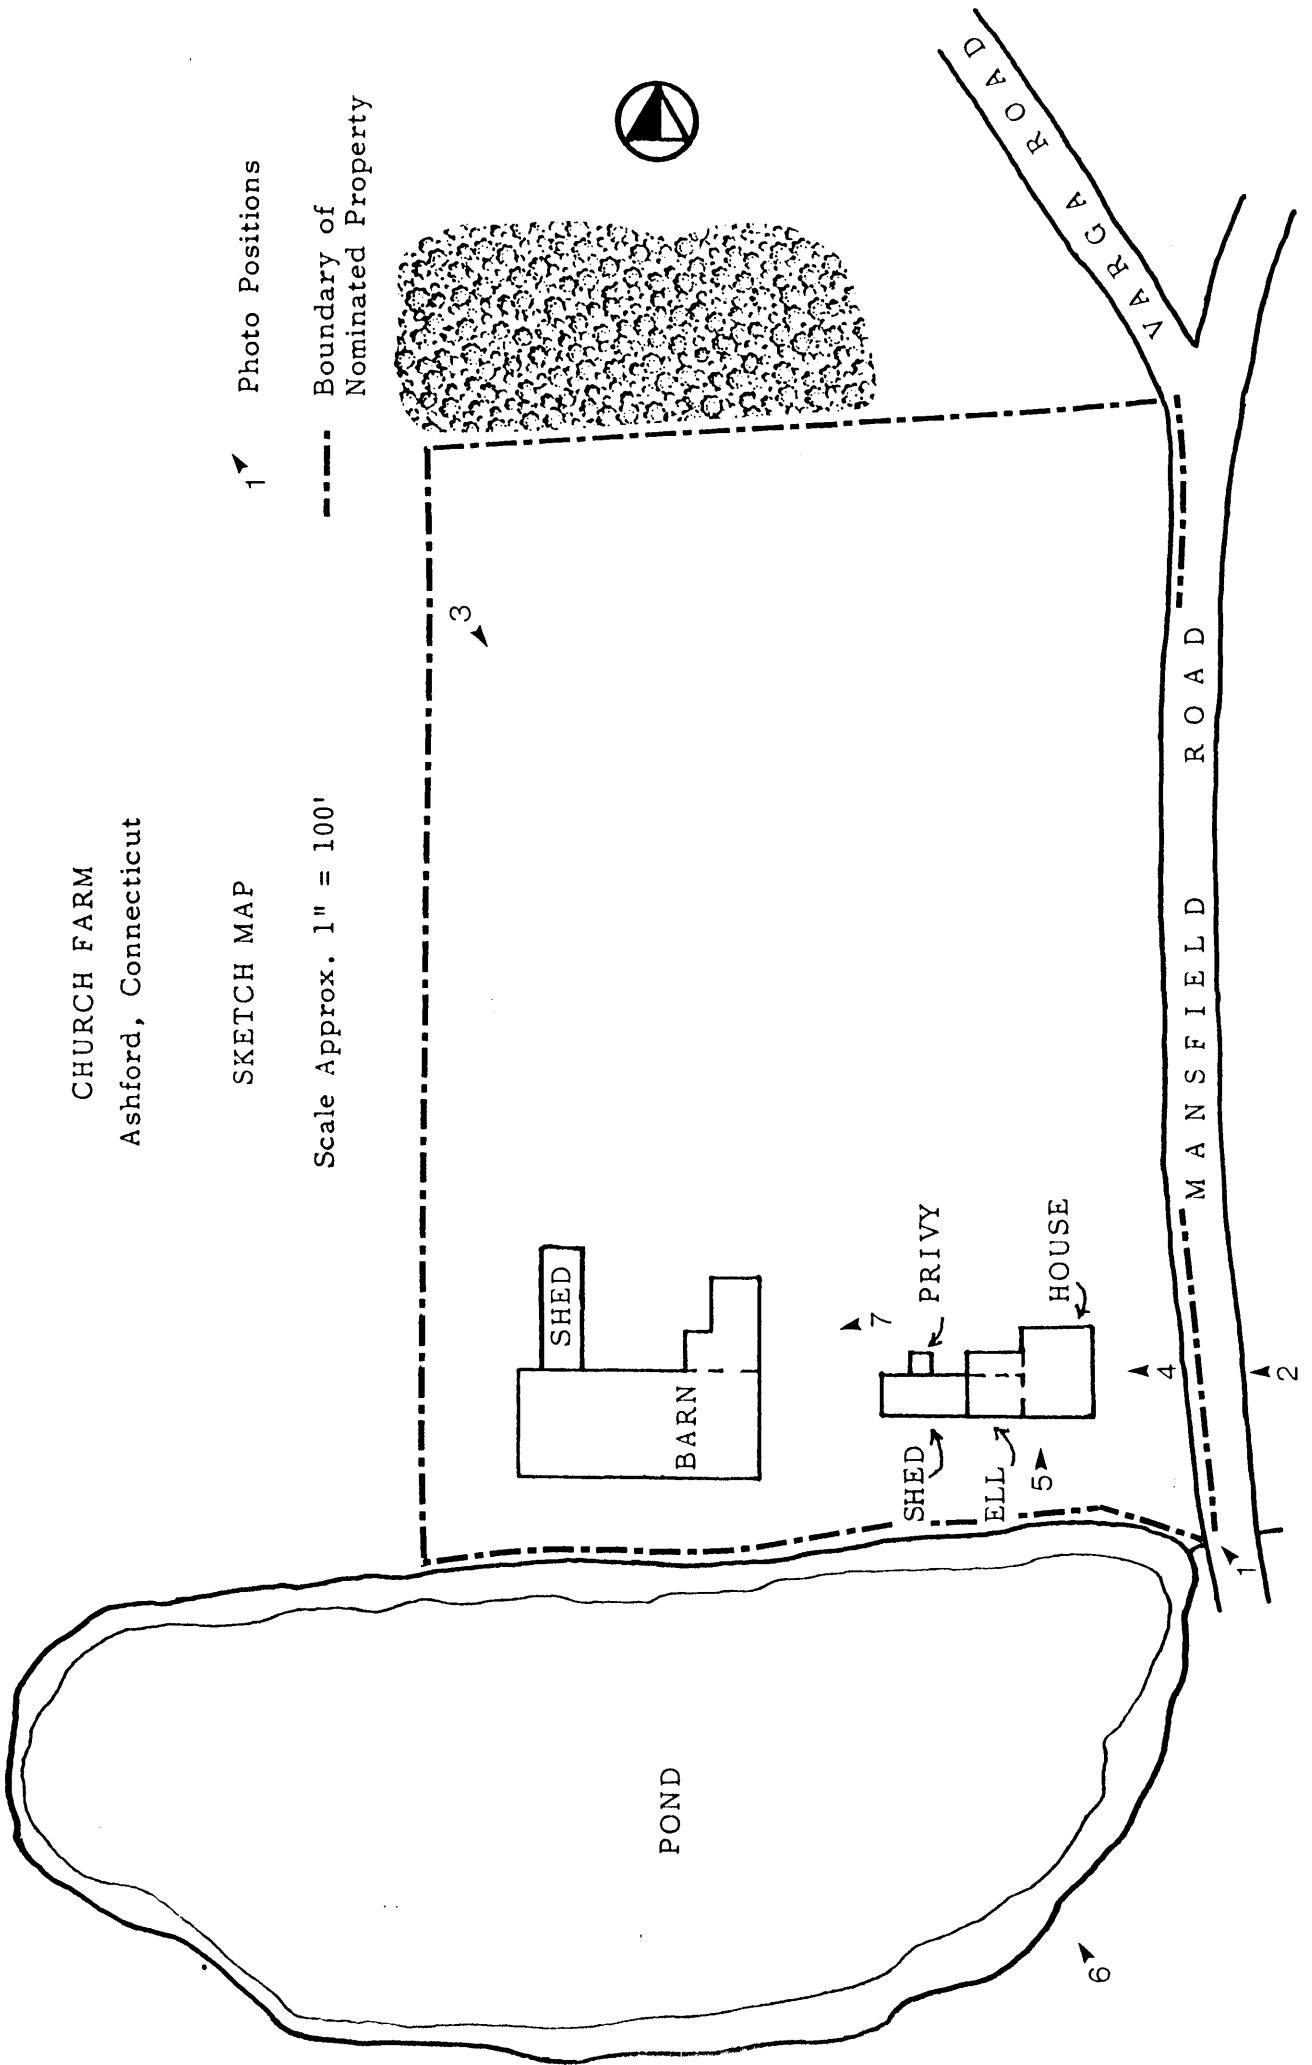 CHURCH FARM
Ashford, Connecticut
SKETCH MAP
Scale Approx. 1" = 100'
1 Photo Positions
Boundary of
Nominated Property
3
SHED
BARN
7
PRIVY
SHED
ELL
HOUSE
5
4
2
1
6
POND
MANSFIELD ROAD
VARGA ROAD